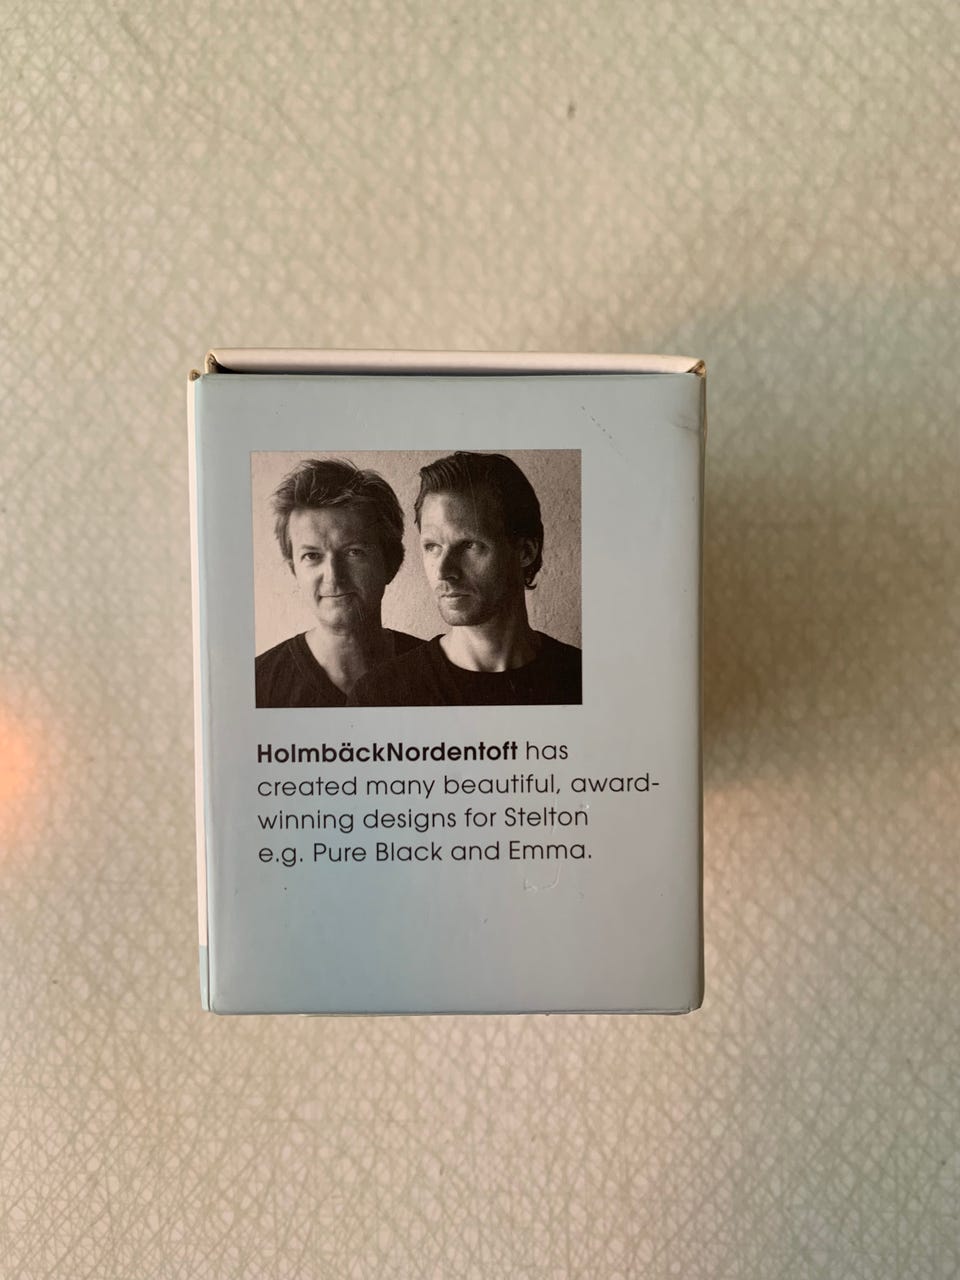 HolmbäckNordentoft has
created many beautiful, award-
winning designs for Stelton
e.g. Pure Black and Emma.